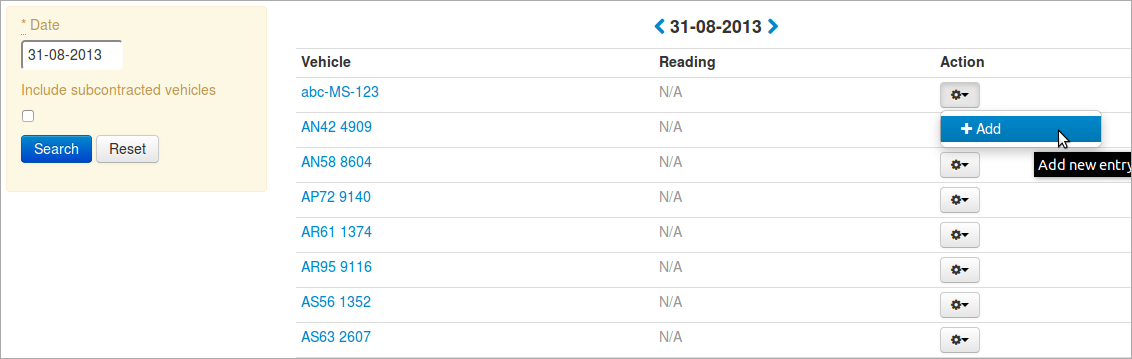 * Date
31-08-2013
Include subcontracted vehicles
Search Reset
31-08-2013
Vehicle Reading Action
abc-MS-123 N/A
AN42 4909 N/A
Add
AN58 8604 N/A
Add new entry
AP72 9140 N/A
AR61 1374 N/A
AR95 9116 N/A
AS56 1352 N/A
AS63 2607 N/A